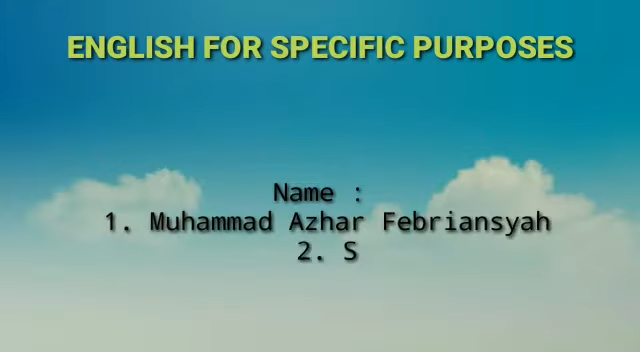 ENGLISH FOR SPECIFIC PURPOSES
Name :
1. Muhammad Azhar Febriansyah
2. S